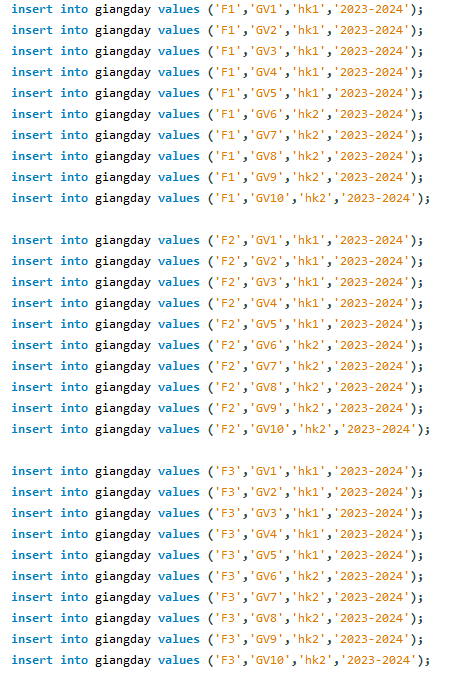 insert into giangday values ('F1','GV1','hk1','2023-2024');
insert into giangday values ('F1','GV2','hk1','2023-2024');
insert into giangday values ('F1','GV3','hk1','2023-2024');
insert into giangday values ('F1','GV4','hk1','2023-2024');
insert into giangday values ('F1','GV5','hk1','2023-2024');
insert into giangday values ('F1','GV6','hk2','2023-2024');
insert into giangday values ('F1','GV7','hk2','2023-2024');
insert into giangday values ('F1','GV8','hk2','2023-2024');
insert into giangday values ('F1','GV9','hk2','2023-2024');
insert into giangday values ('F1','GV10','hk2','2023-2024');

insert into giangday values ('F2','GV1','hk1','2023-2024');
insert into giangday values ('F2','GV2','hk1','2023-2024');
insert into giangday values ('F2','GV3','hk1','2023-2024');
insert into giangday values ('F2','GV4','hk1','2023-2024');
insert into giangday values ('F2','GV5','hk1','2023-2024');
insert into giangday values ('F2','GV6','hk2','2023-2024');
insert into giangday values ('F2','GV7','hk2','2023-2024');
insert into giangday values ('F2','GV8','hk2','2023-2024');
insert into giangday values ('F2','GV9','hk2','2023-2024');
insert into giangday values ('F2','GV10','hk2','2023-2024');

insert into giangday values ('F3','GV1','hk1','2023-2024');
insert into giangday values ('F3','GV2','hk1','2023-2024');
insert into giangday values ('F3','GV3','hk1','2023-2024');
insert into giangday values ('F3','GV4','hk1','2023-2024');
insert into giangday values ('F3','GV5','hk1','2023-2024');
insert into giangday values ('F3','GV6','hk2','2023-2024');
insert into giangday values ('F3','GV7','hk2','2023-2024');
insert into giangday values ('F3','GV8','hk2','2023-2024');
insert into giangday values ('F3','GV9','hk2','2023-2024');
insert into giangday values ('F3','GV10','hk2','2023-2024');